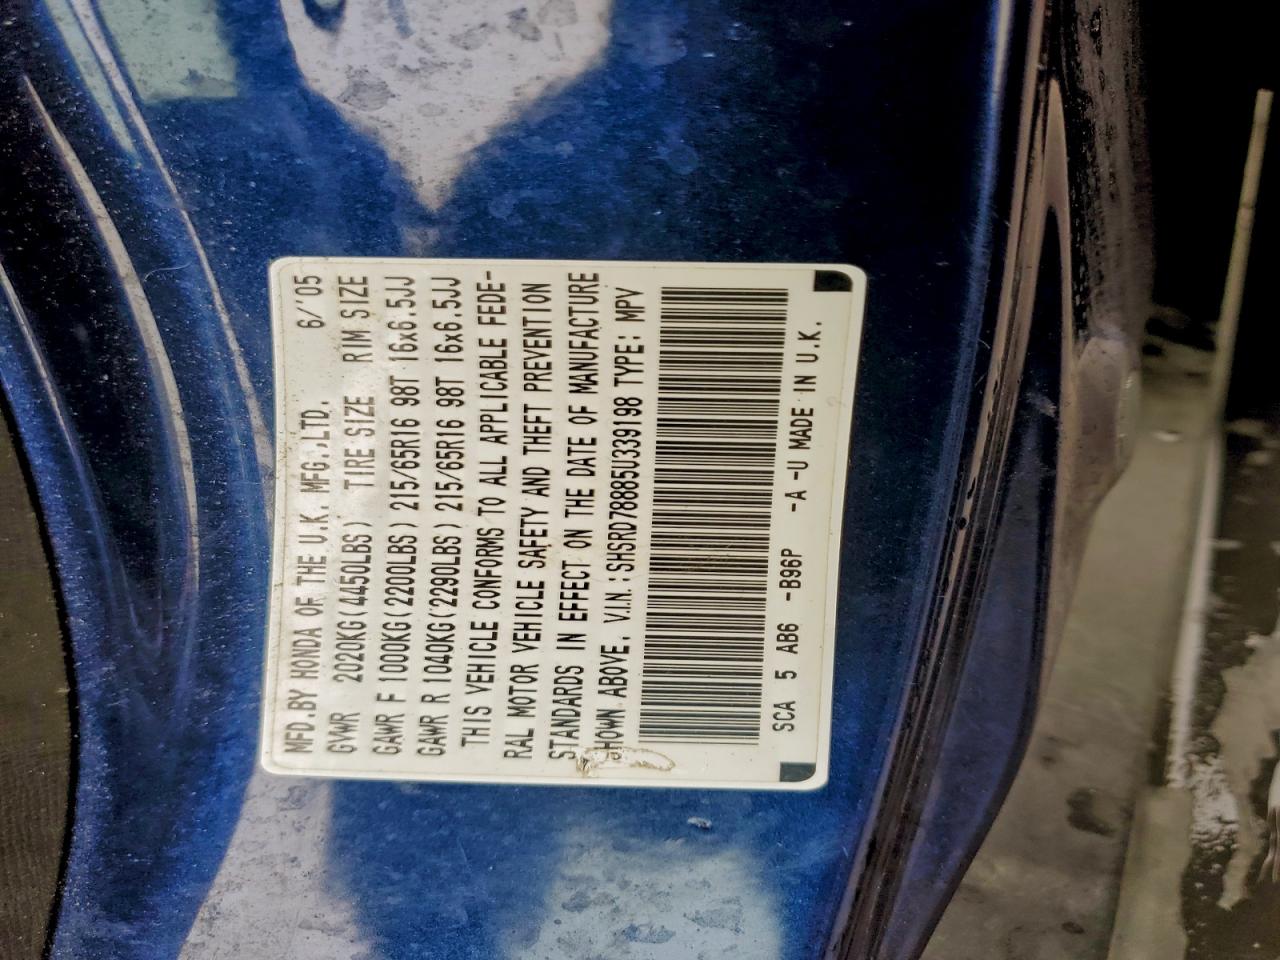 MFD.BY HONDA OF THE U.K. MFG.,LTD. 6/'05
GVWR 2020KG(4450LBS) TIRE SIZE RIM SIZE
GAWR F 1000KG(2200LBS) 215/65R16 98T 16x6.5JJ
GAWR R 1040KG(2290LBS) 215/65R16 98T 16x6.5JJ
THIS VEHICLE CONFORMS TO ALL APPLICABLE FEDE-
RAL MOTOR VEHICLE SAFETY AND THEFT PREVENTION
STANDARDS IN EFFECT ON THE DATE OF MANUFACTURE
SHOWN ABOVE. V.I.N.:SHSRD78885U339198 TYPE: MPV
SCA 5 AB6 -B96P -A -U MADE IN U.K.